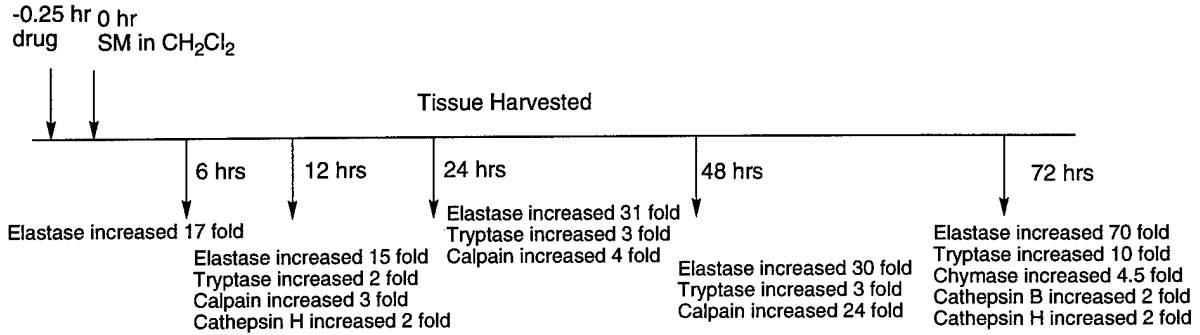 -0.25 hr 0 hr
drug SM in CH2Cl2
Tissue Harvested
6 hrs
12 hrs
24 hrs
48 hrs
72 hrs
Elastase increased 17 fold
Elastase increased 15 fold
Tryptase increased 2 fold
Calpain increased 3 fold
Cathepsin H increased 2 fold
Elastase increased 31 fold
Tryptase increased 3 fold
Calpain increased 4 fold
Elastase increased 30 fold
Tryptase increased 3 fold
Calpain increased 24 fold
Elastase increased 70 fold
Tryptase increased 10 fold
Chymase increased 4.5 fold
Cathepsin B increased 2 fold
Cathepsin H increased 2 fold